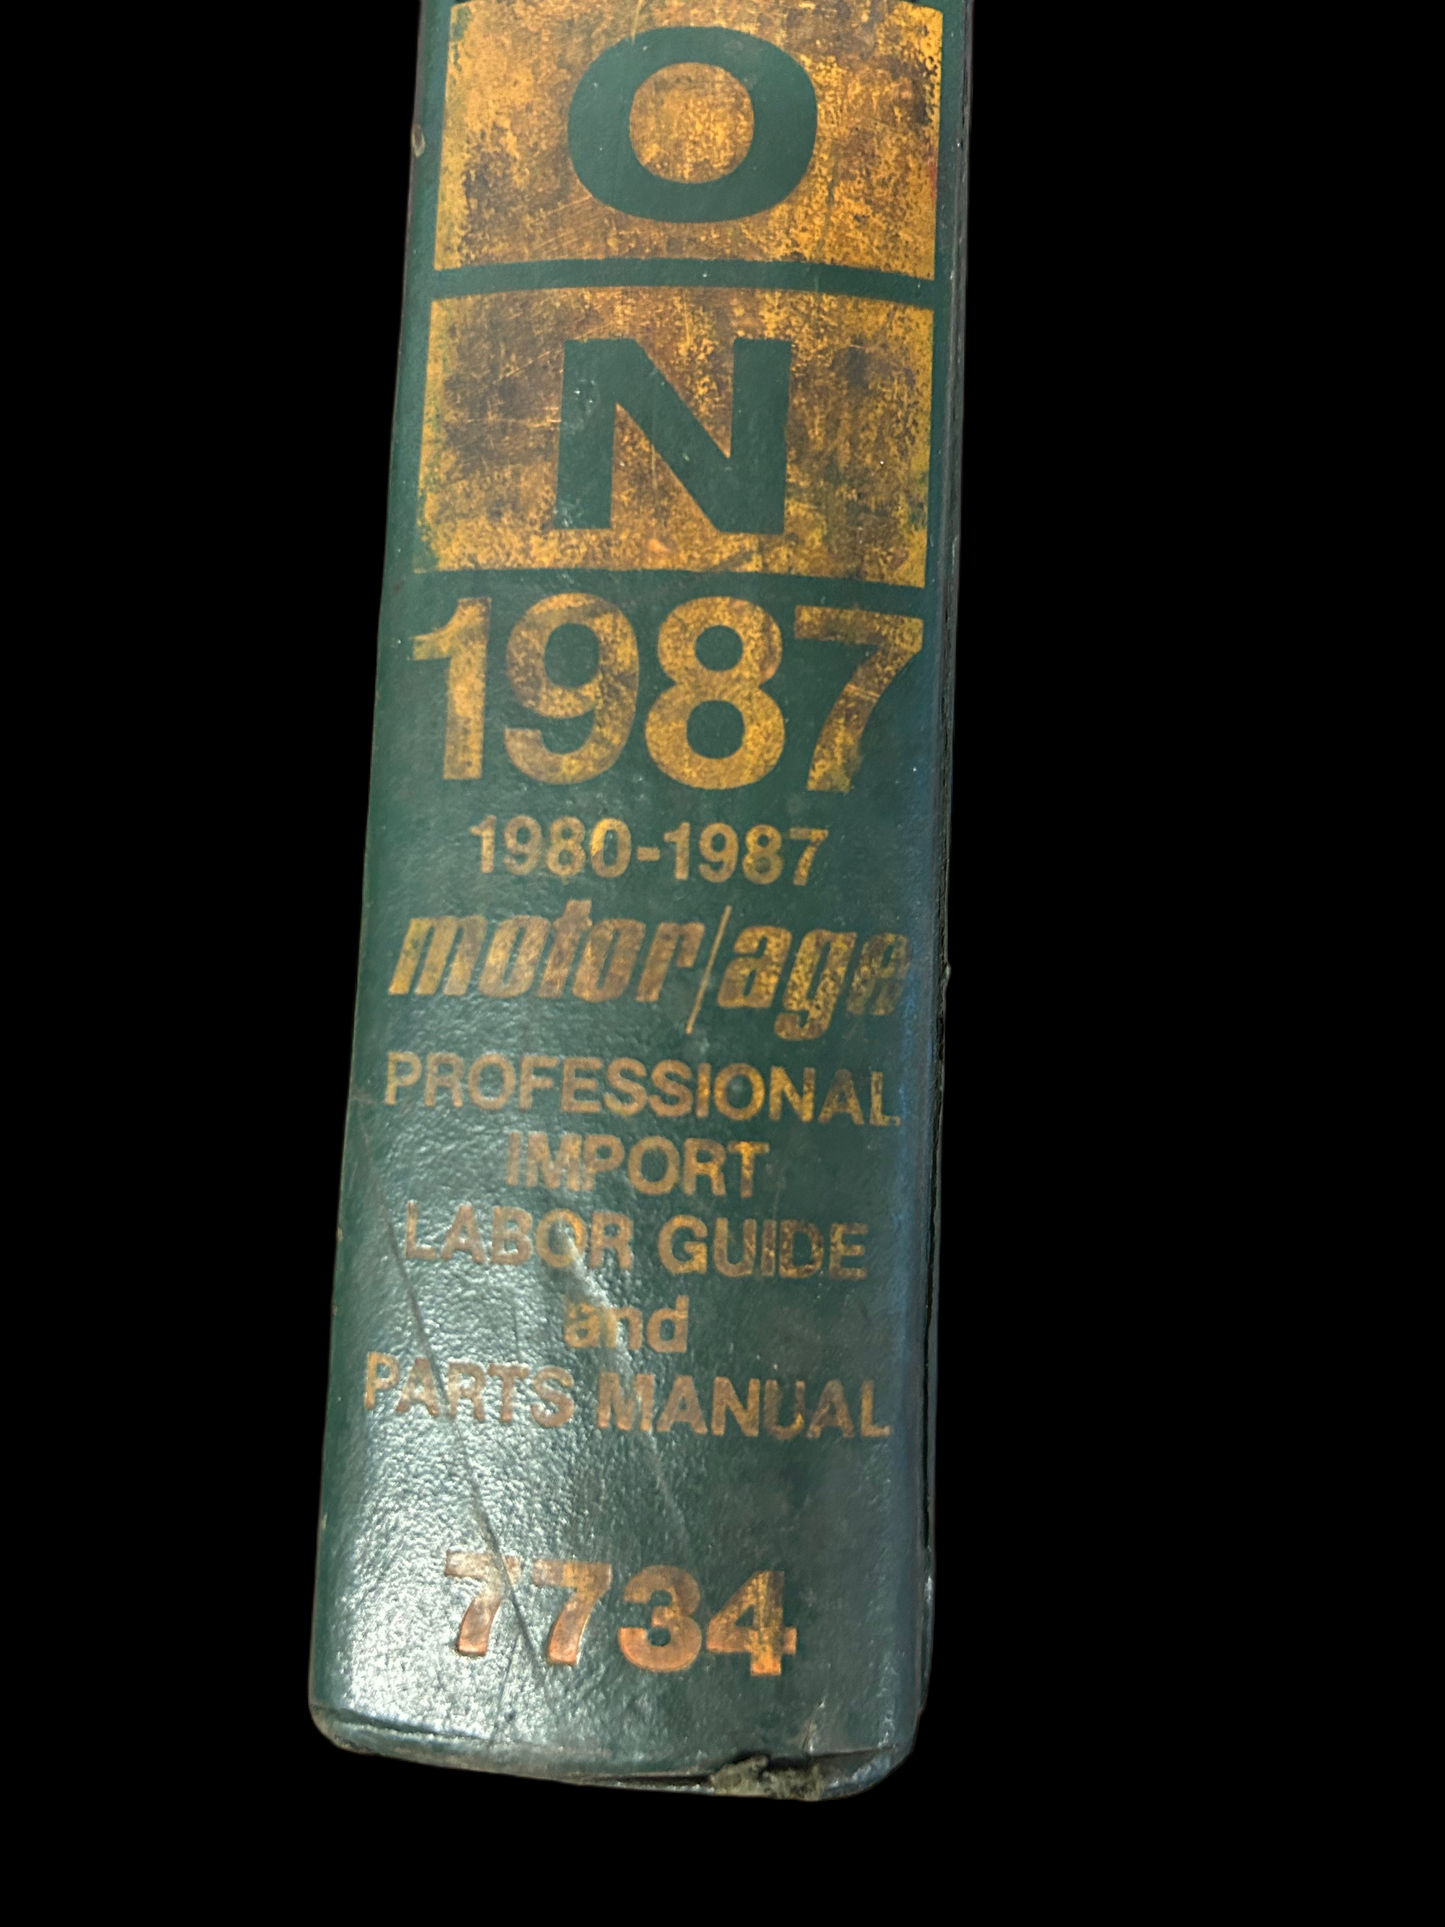 O
N
1987
1980-1987
motor/age
PROFESSIONAL
IMPORT
LABOR GUIDE
and
PARTS MANUAL
7734